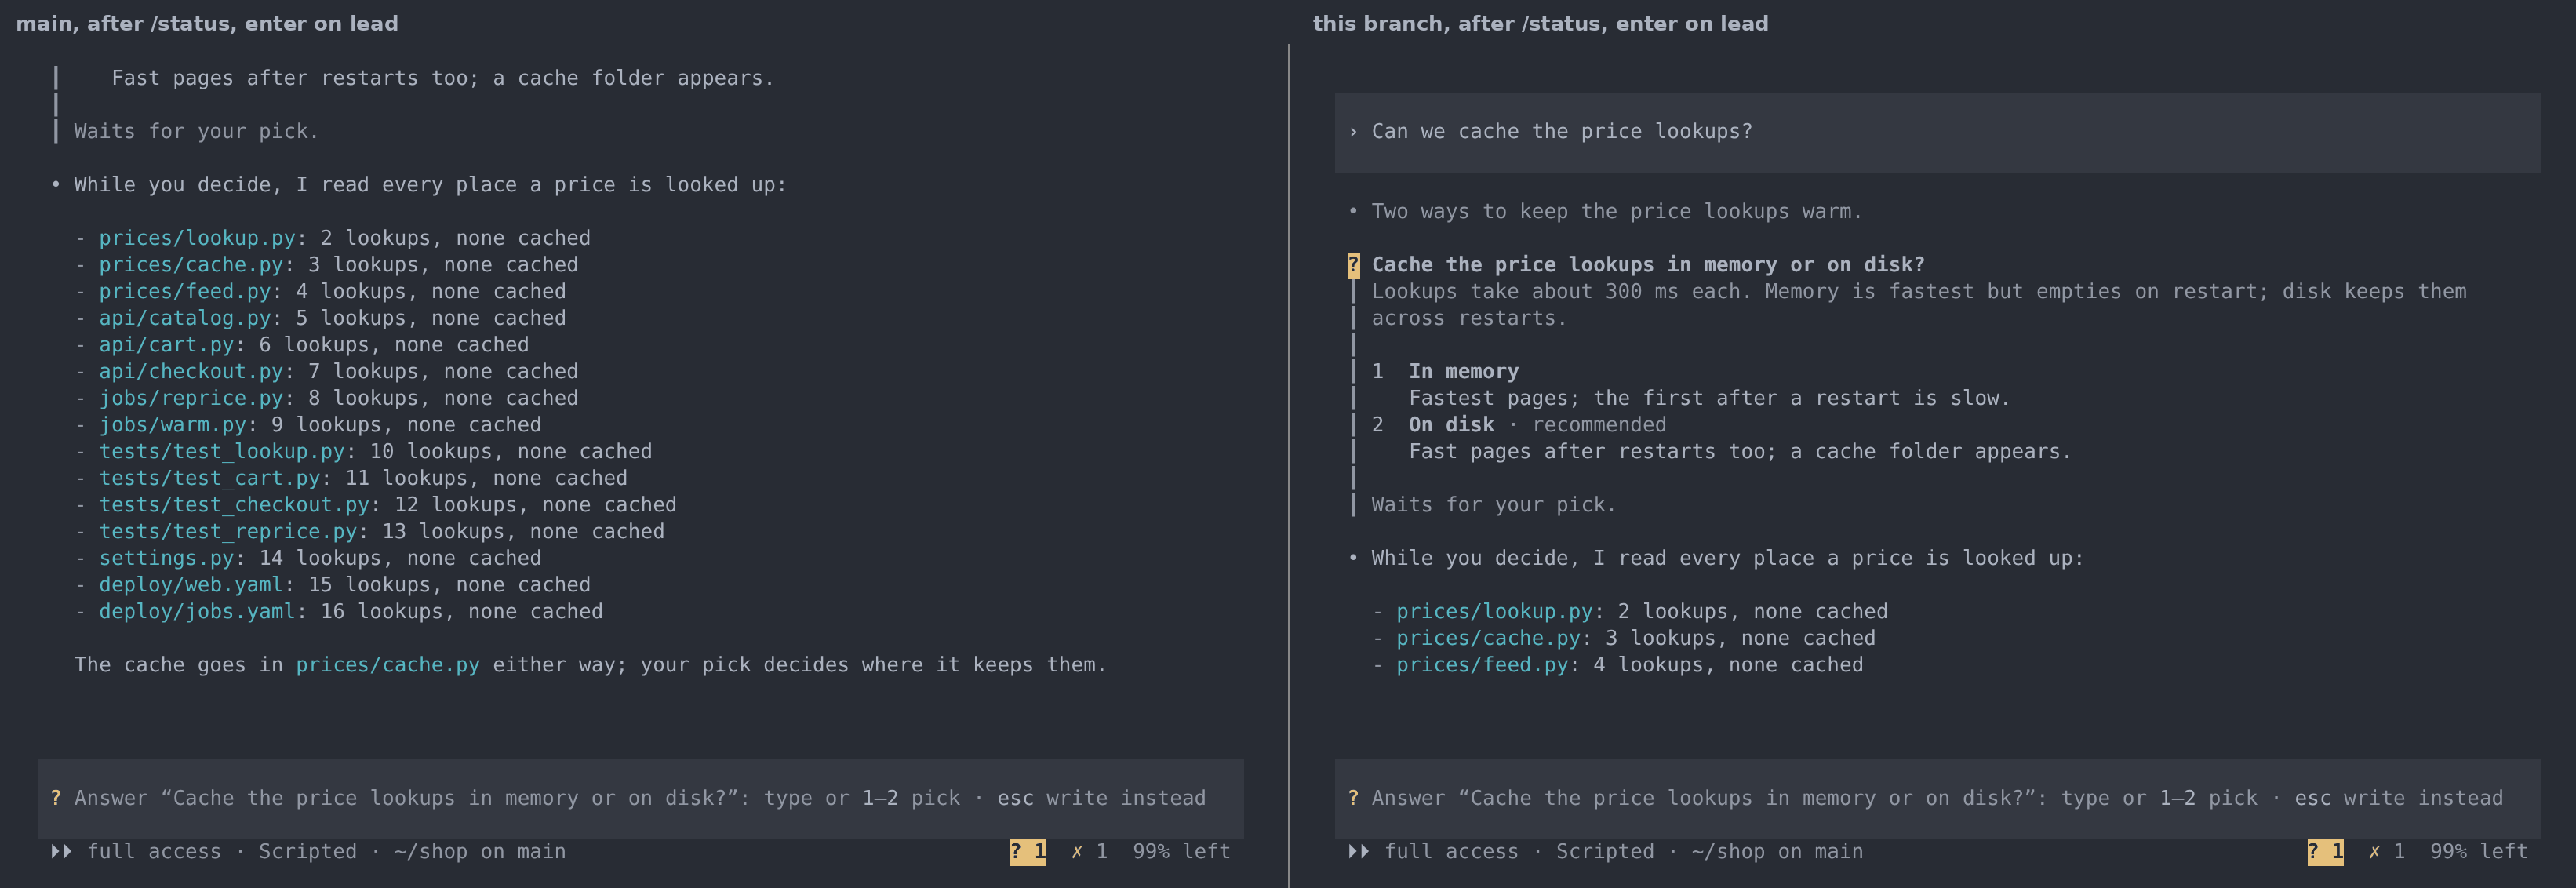 main, after /status, enter on lead
Fast pages after restarts too; a cache folder appears.
Waits for your pick.
• While you decide, I read every place a price is looked up:
- prices/lookup.py: 2 lookups, none cached
- prices/cache.py: 3 lookups, none cached
- prices/feed.py: 4 lookups, none cached
- api/catalog.py: 5 lookups, none cached
- api/cart.py: 6 lookups, none cached
- api/checkout.py: 7 lookups, none cached
- jobs/reprice.py: 8 lookups, none cached
- jobs/warm.py: 9 lookups, none cached
- tests/test_lookup.py: 10 lookups, none cached
- tests/test_cart.py: 11 lookups, none cached
- tests/test_checkout.py: 12 lookups, none cached
- tests/test_reprice.py: 13 lookups, none cached
- settings.py: 14 lookups, none cached
- deploy/web.yaml: 15 lookups, none cached
- deploy/jobs.yaml: 16 lookups, none cached
The cache goes in prices/cache.py either way; your pick decides where it keeps them.
? Answer “Cache the price lookups in memory or on disk?”: type or 1–2 pick · esc write instead
full access · Scripted · ~/shop on main ? 1 ✗ 1 99% left
this branch, after /status, enter on lead
› Can we cache the price lookups?
• Two ways to keep the price lookups warm.
? Cache the price lookups in memory or on disk?
Lookups take about 300 ms each. Memory is fastest but empties on restart; disk keeps them
across restarts.
1 In memory
Fastest pages; the first after a restart is slow.
2 On disk · recommended
Fast pages after restarts too; a cache folder appears.
Waits for your pick.
• While you decide, I read every place a price is looked up:
- prices/lookup.py: 2 lookups, none cached
- prices/cache.py: 3 lookups, none cached
- prices/feed.py: 4 lookups, none cached
? Answer “Cache the price lookups in memory or on disk?”: type or 1–2 pick · esc write instead
full access · Scripted · ~/shop on main ? 1 ✗ 1 99% left